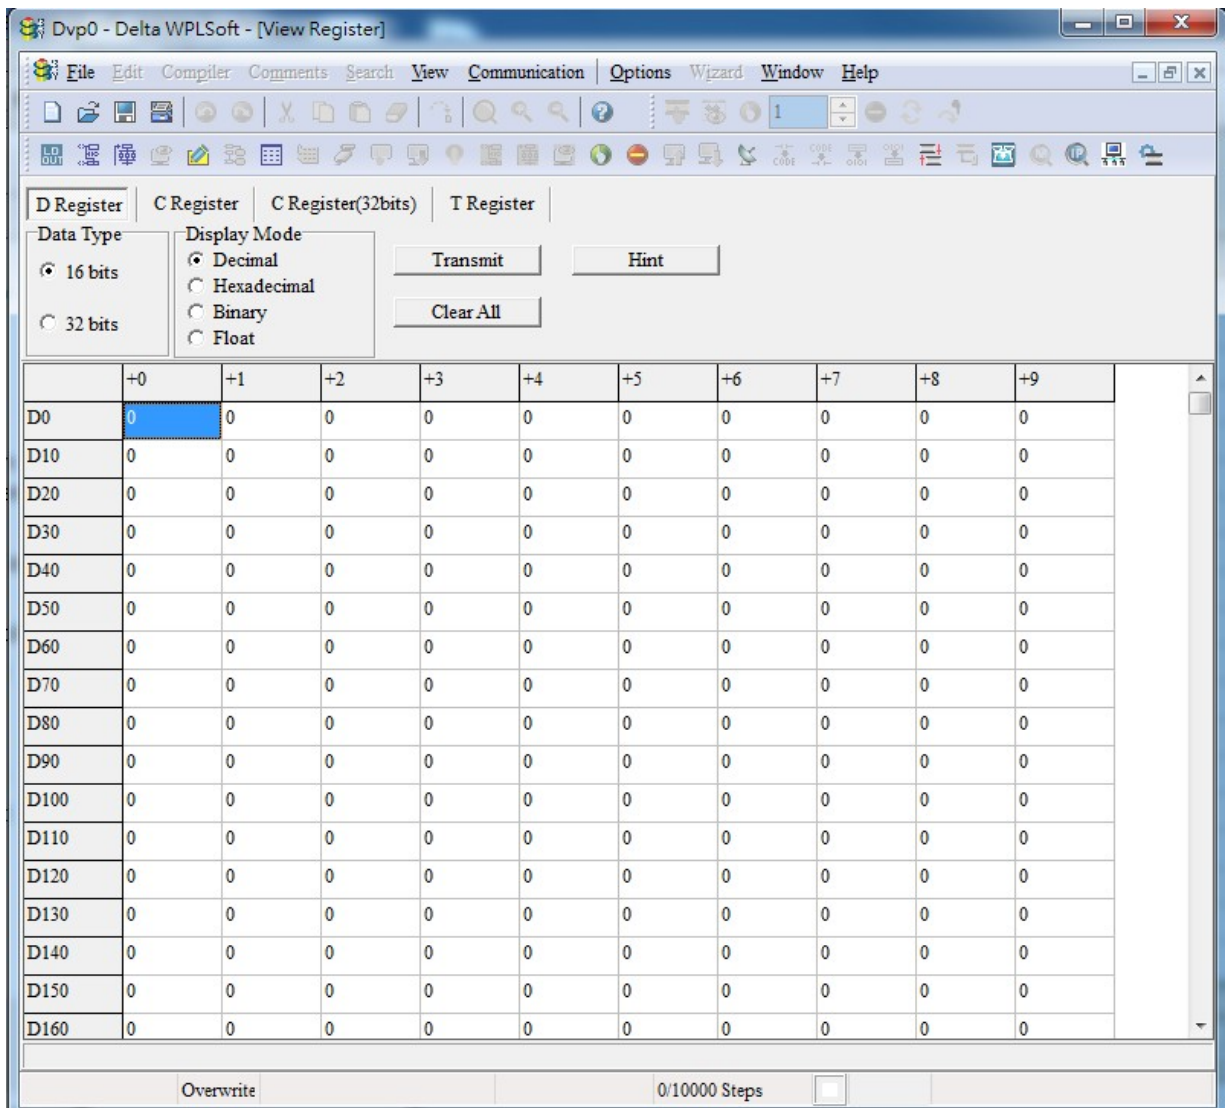 Dvp0 - Delta WPLSoft - [View Register]
File Edit Compiler Comments Search View Communication Options Wizard Window Help
1
D Register C Register C Register(32bits) T Register
Data Type Display Mode
16 bits Decimal Transmit Hint
Hexadecimal
32 bits Binary Clear All
Float
+0 +1 +2 +3 +4 +5 +6 +7 +8 +9
D0 0 0 0 0 0 0 0 0 0 0
D10 0 0 0 0 0 0 0 0 0 0
D20 0 0 0 0 0 0 0 0 0 0
D30 0 0 0 0 0 0 0 0 0 0
D40 0 0 0 0 0 0 0 0 0 0
D50 0 0 0 0 0 0 0 0 0 0
D60 0 0 0 0 0 0 0 0 0 0
D70 0 0 0 0 0 0 0 0 0 0
D80 0 0 0 0 0 0 0 0 0 0
D90 0 0 0 0 0 0 0 0 0 0
D100 0 0 0 0 0 0 0 0 0 0
D110 0 0 0 0 0 0 0 0 0 0
D120 0 0 0 0 0 0 0 0 0 0
D130 0 0 0 0 0 0 0 0 0 0
D140 0 0 0 0 0 0 0 0 0 0
D150 0 0 0 0 0 0 0 0 0 0
D160 0 0 0 0 0 0 0 0 0 0
Overwrite 0/10000 Steps